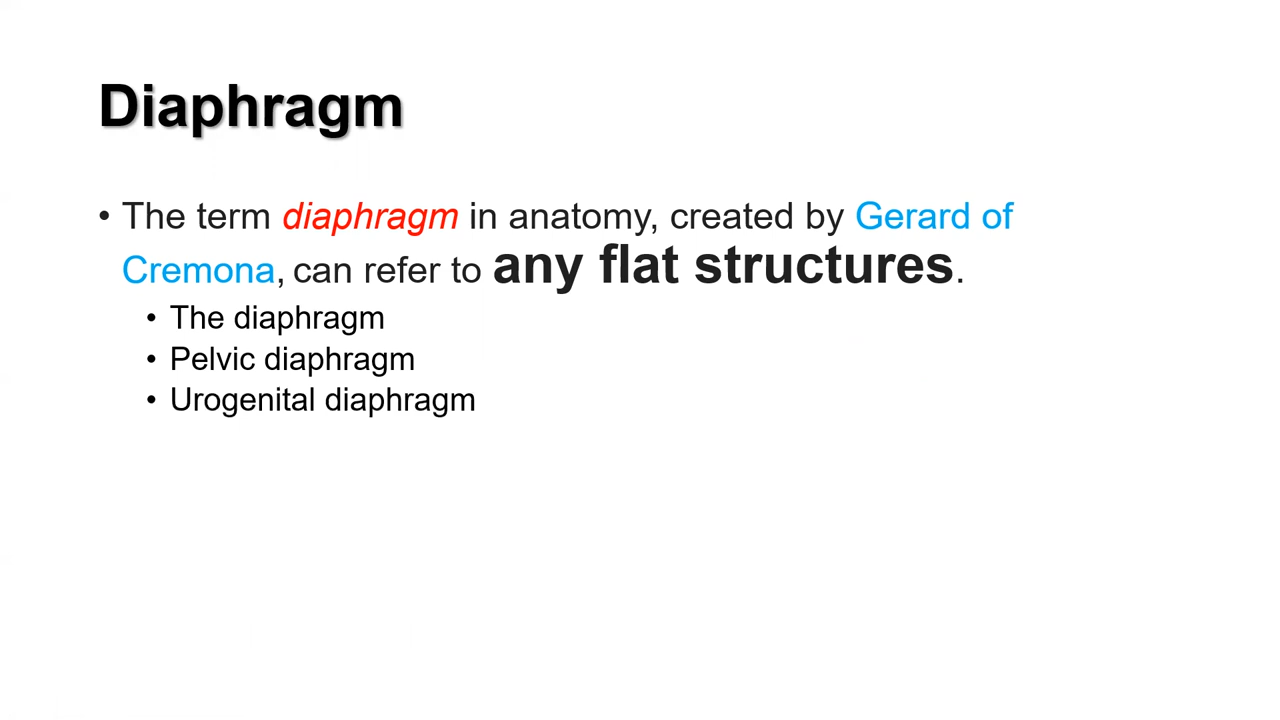 Diaphragm
• The term diaphragm in anatomy, created by Gerard of
Cremona, can refer to any flat structures.
• The diaphragm
• Pelvic diaphragm
• Urogenital diaphragm